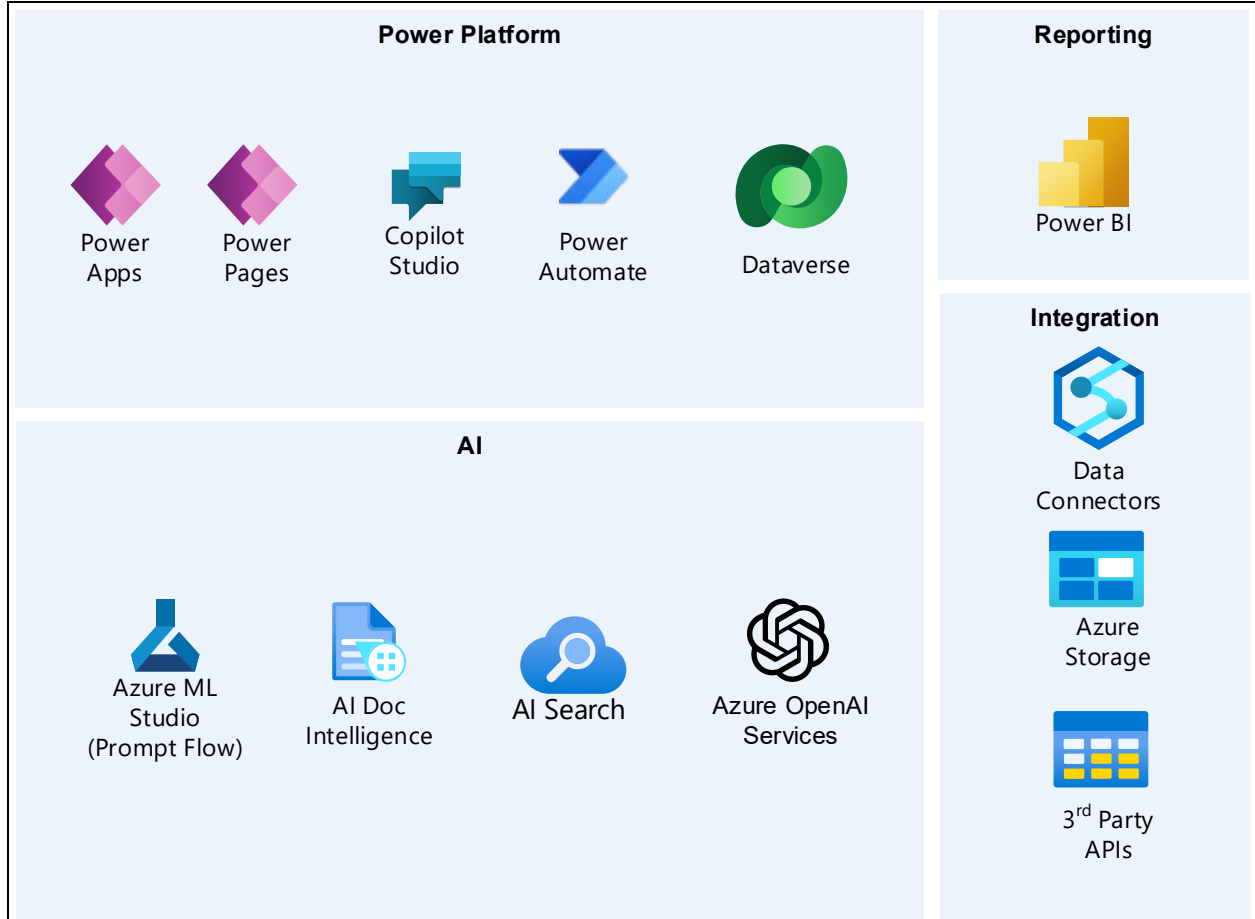 Power Platform
Power
Apps
Power
Pages
Copilot
Studio
Power
Automate
Dataverse
Reporting
Power BI
AI
Azure ML
Studio
(Prompt Flow)
AI Doc
Intelligence
AI Search
Azure OpenAI
Services
Integration
Data
Connectors
Azure
Storage
3rd Party
APIs